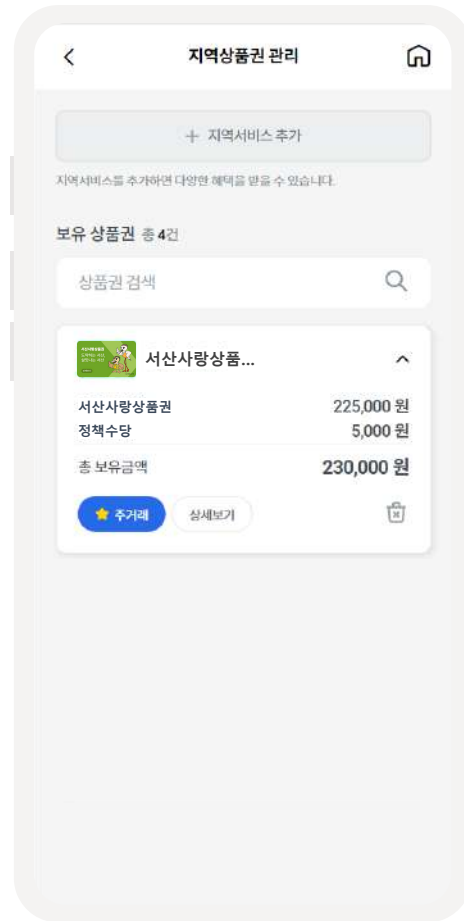 지역상품권 관리
+ 지역서비스 추가
지역서비스를 추가하면 다양한 혜택을 받을 수 있습니다.
보유 상품권 총 4건
상품권 검색
서산사랑상품...
서산사랑상품권 225,000 원
정책수당 5,000 원
총 보유금액 230,000 원
주거래 상세보기